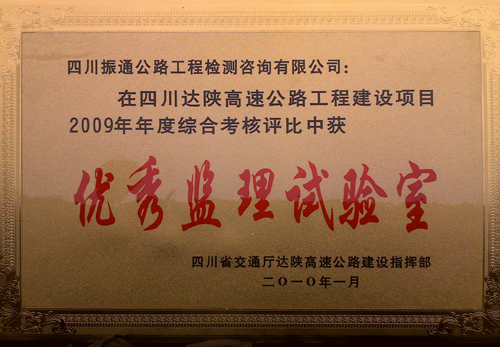 四川振通公路工程检测咨询有限公司：
在四川达陕高速公路工程建设项目
2009年年度综合考核评比中获
优秀监理试验室
四川省交通厅达陕高速公路建设指挥部
二〇一〇年一月